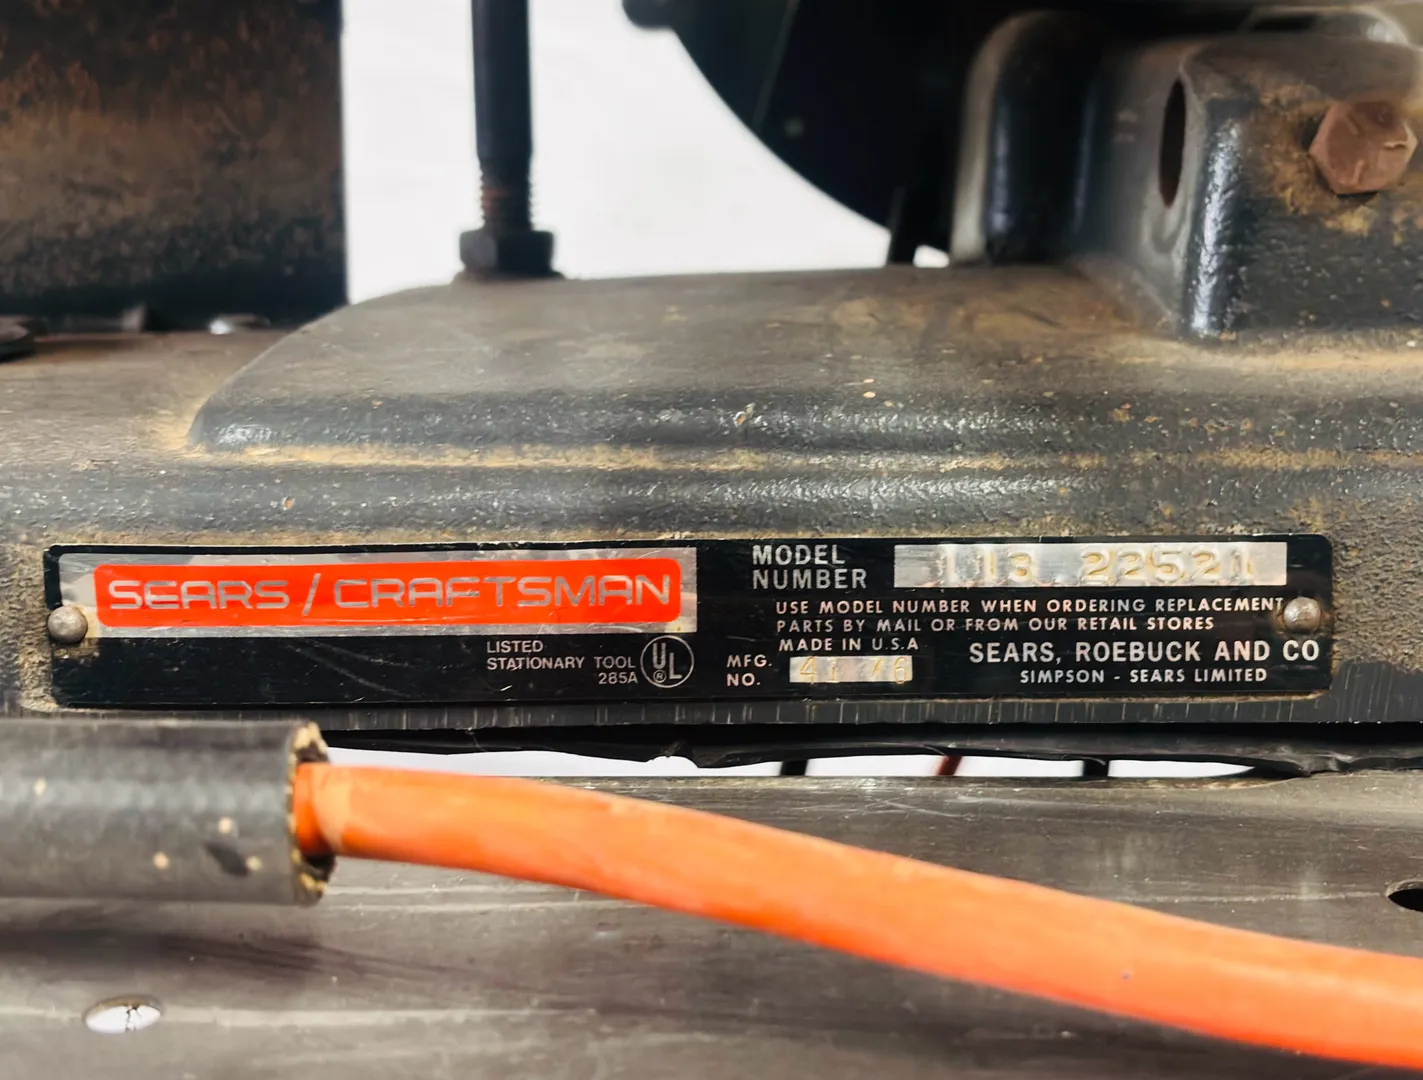 SEARS / CRAFTSMAN
LISTED
STATIONARY TOOL
285A
UL
®
MODEL
NUMBER
113 22521
USE MODEL NUMBER WHEN ORDERING REPLACEMENT
PARTS BY MAIL OR FROM OUR RETAIL STORES
MADE IN U.S.A
MFG.
NO.
SEARS, ROEBUCK AND CO
SIMPSON - SEARS LIMITED